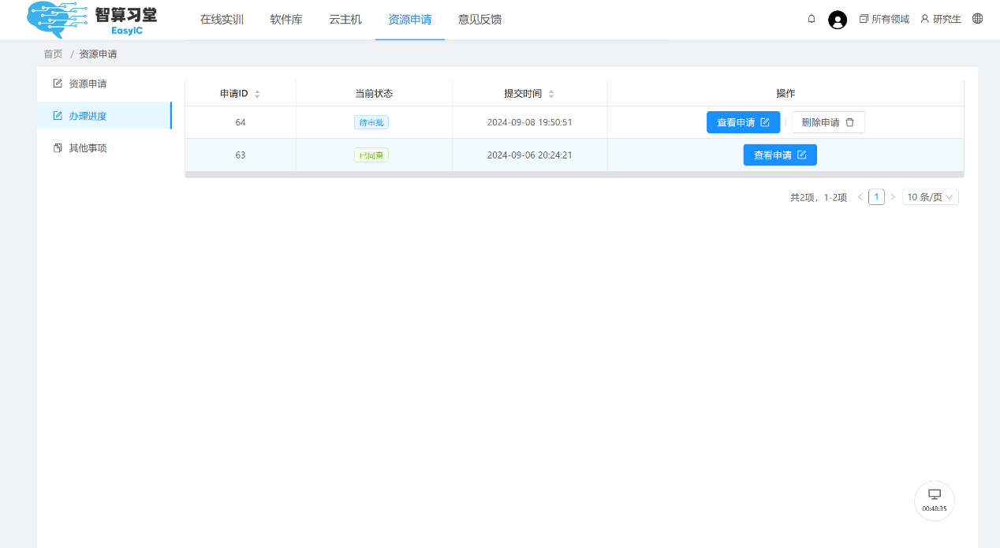 智算习堂
EasyIC
在线实训 软件库 云主机 资源申请 意见反馈
所有领域 研究生
首页 / 资源申请
资源申请
办理进度
其他事项
申请ID 当前状态 提交时间 操作
64 待审批 2024-09-08 19:50:51 查看申请 删除申请
63 已同意 2024-09-06 20:24:21 查看申请
共2项，1-2项 < 1 > 10 条/页
00:48:35